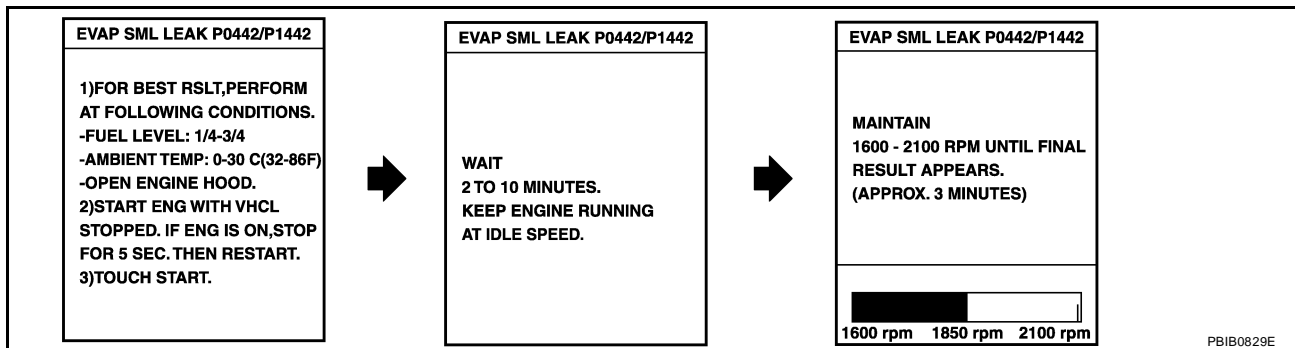 EVAP SML LEAK P0442/P1442
1)FOR BEST RSLT,PERFORM
AT FOLLOWING CONDITIONS.
-FUEL LEVEL: 1/4-3/4
-AMBIENT TEMP: 0-30 C(32-86F)
-OPEN ENGINE HOOD.
2)START ENG WITH VHCL
STOPPED. IF ENG IS ON,STOP
FOR 5 SEC. THEN RESTART.
3)TOUCH START.
EVAP SML LEAK P0442/P1442
WAIT
2 TO 10 MINUTES.
KEEP ENGINE RUNNING
AT IDLE SPEED.
EVAP SML LEAK P0442/P1442
MAINTAIN
1600 - 2100 RPM UNTIL FINAL
RESULT APPEARS.
(APPROX. 3 MINUTES)
1600 rpm 1850 rpm 2100 rpm
PBIB0829E